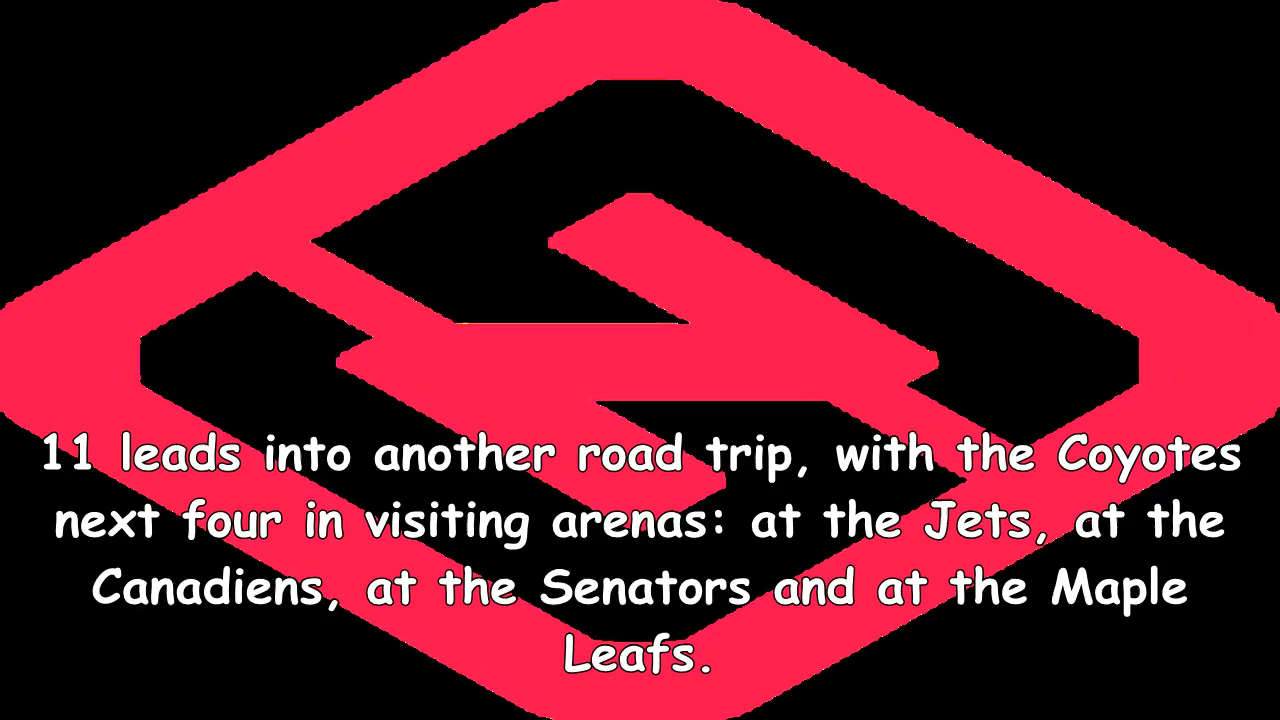 11 leads into another road trip, with the Coyotes
next four in visiting arenas: at the Jets, at the
Canadiens, at the Senators and at the Maple
Leafs.